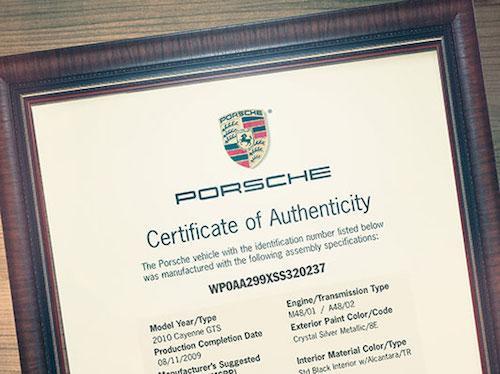 PORSCHE
PORSCHE
Certificate of Authenticity
The Porsche vehicle with the identification number listed below
was manufactured with the following assembly specifications:
WP0AA299XSS320237
Model Year/Type
2010 Cayenne GTS
Production Completion Date
08/11/2009
Manufacturer's Suggested
Engine/Transmission Type
M48/01 / A48/02
Exterior Paint Color/Code
Crystal Silver Metallic/8E
Interior Material Color/Type
Std Black Interior w/Alcantara/TR